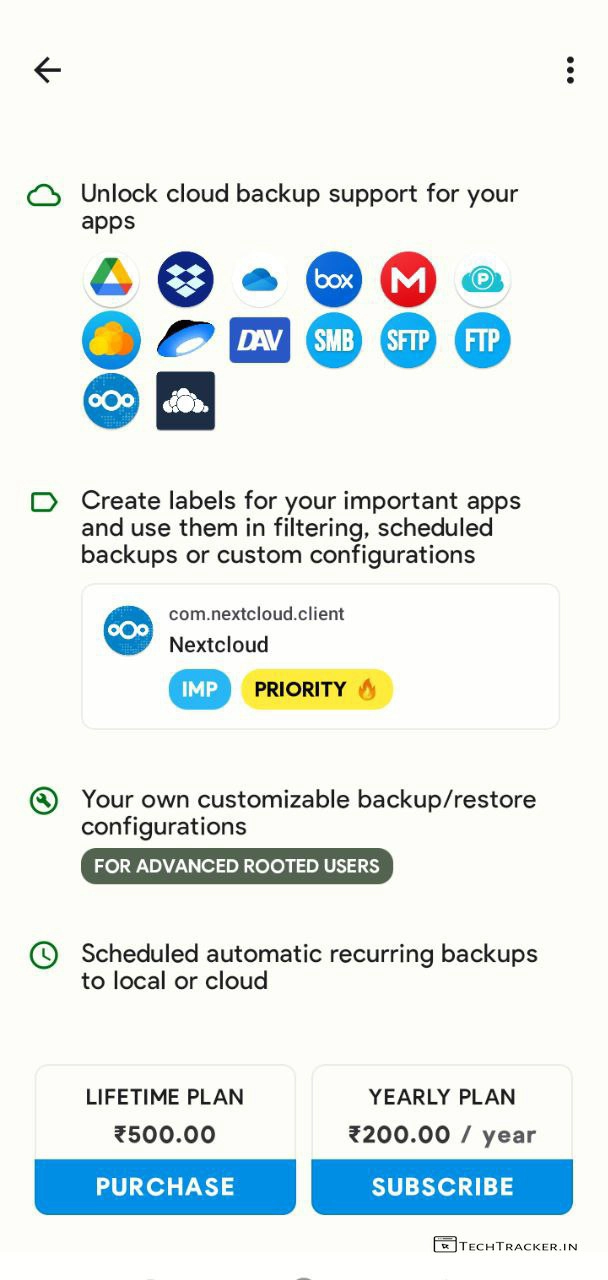 Unlock cloud backup support for your
apps
box
DAV SMB SFTP FTP
Create labels for your important apps
and use them in filtering, scheduled
backups or custom configurations
com.nextcloud.client
Nextcloud
IMP PRIORITY 🔥
Your own customizable backup/restore
configurations
FOR ADVANCED ROOTED USERS
Scheduled automatic recurring backups
to local or cloud
LIFETIME PLAN
₹500.00
PURCHASE
YEARLY PLAN
₹200.00 / year
SUBSCRIBE
TECHTRACKER.IN